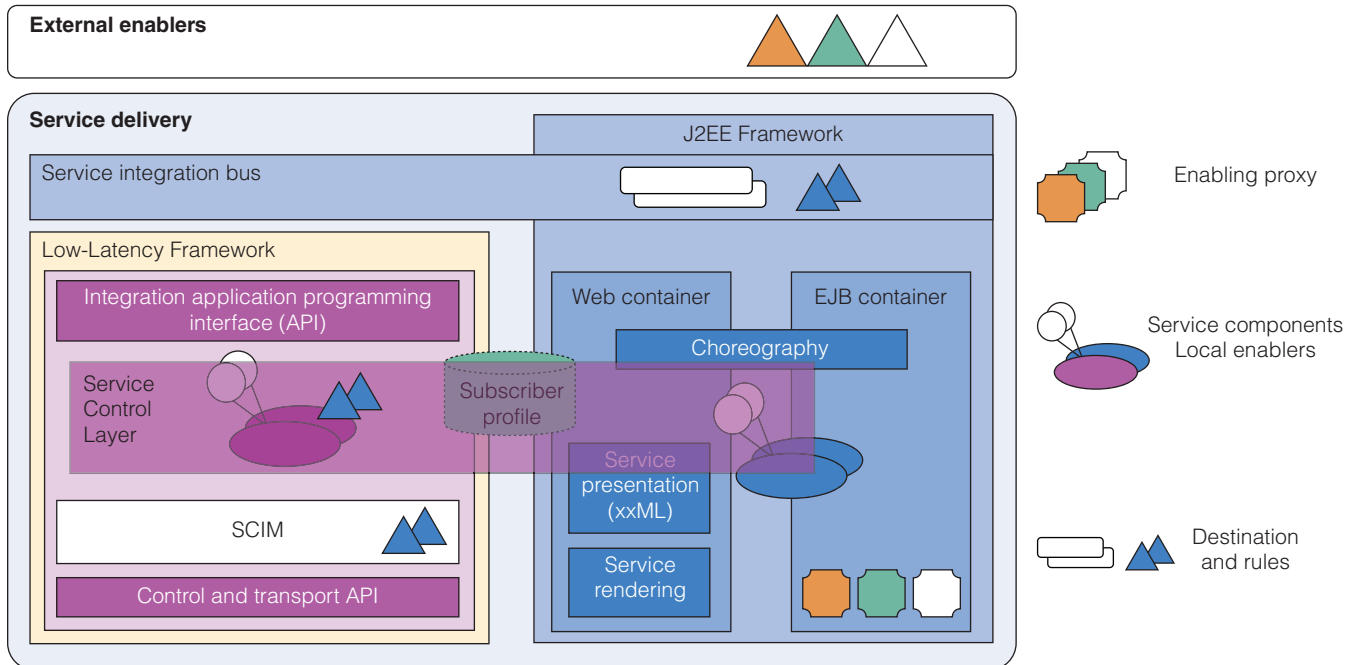 External enablers
Service delivery
J2EE Framework
Service integration bus
Low-Latency Framework
Integration application programming
interface (API)
Service
Control
Layer
SCIM
Control and transport API
Subscriber
profile
Web container
EJB container
Choreography
Service
presentation
(xxML)
Service
rendering
Enabling proxy
Service components
Local enablers
Destination
and rules